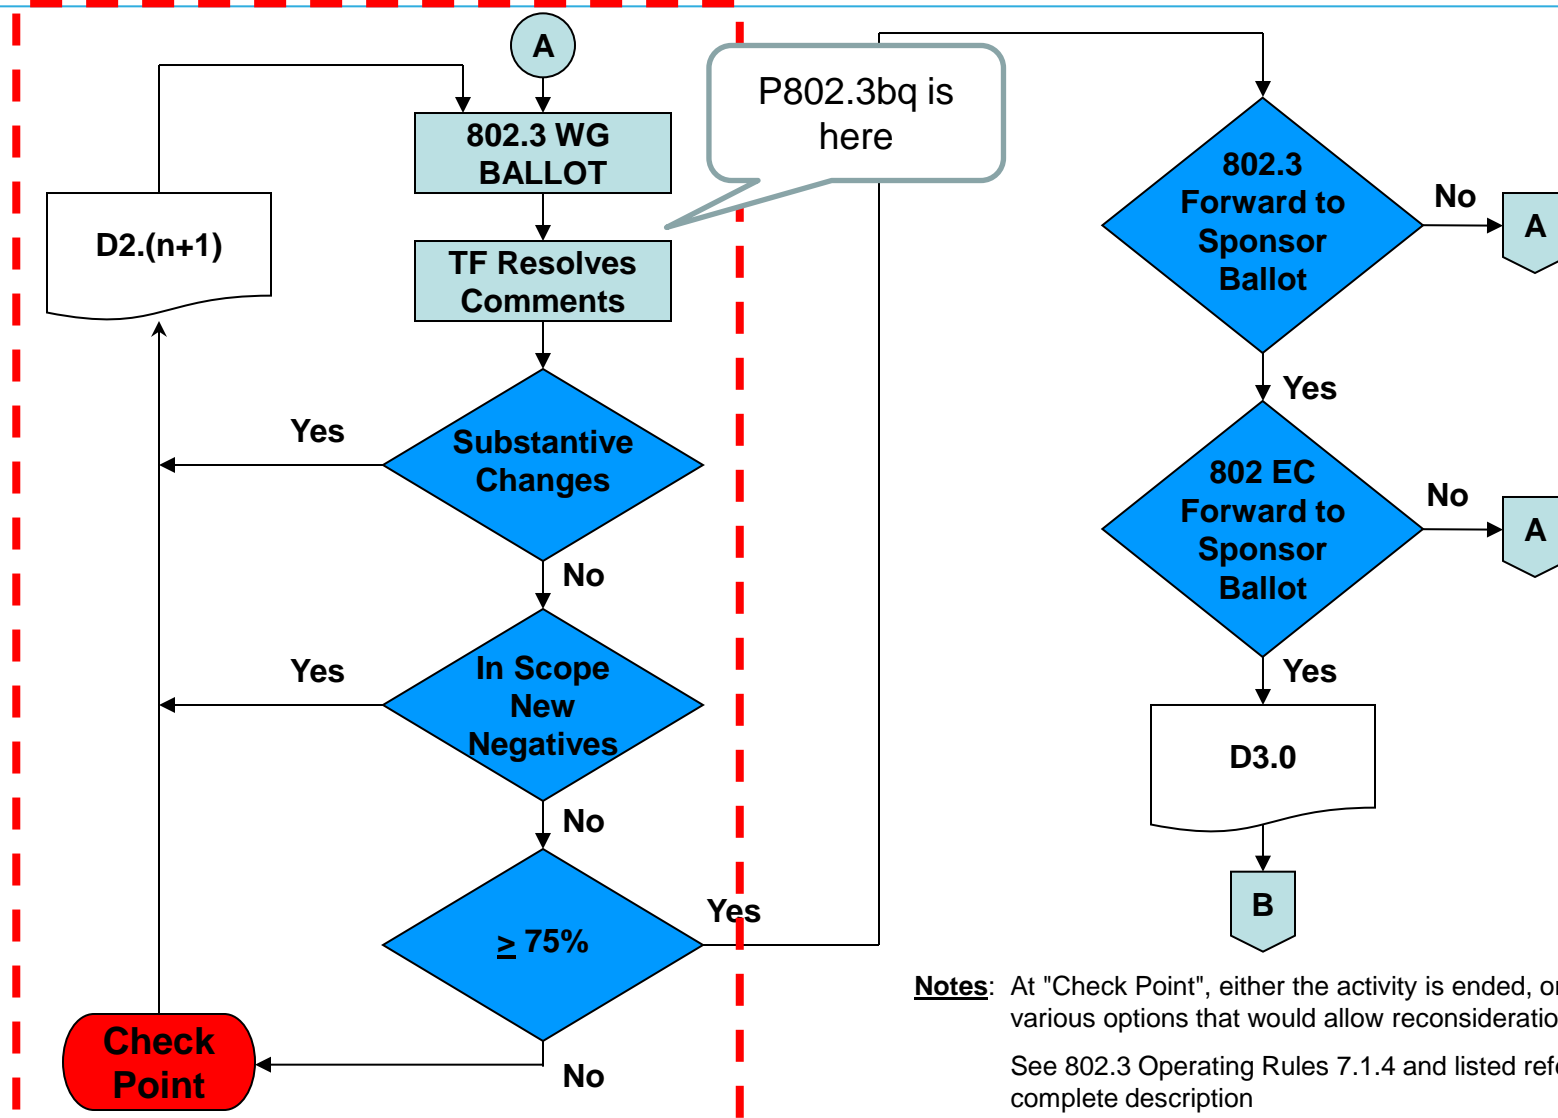 A
802.3 WG
BALLOT
P802.3bq is
here
D2.(n+1)
TF Resolves
Comments
Yes
Substantive
Changes
No
Yes
In Scope
New
Negatives
No
≥ 75%
Yes
No
Check
Point
802.3
Forward to
Sponsor
Ballot
No
A
Yes
802 EC
Forward to
Sponsor
Ballot
No
A
Yes
D3.0
B
Notes: At "Check Point", either the activity is ended, or
various options that would allow
See 802.3 Operating Rules 7.1.4 and listed
complete description